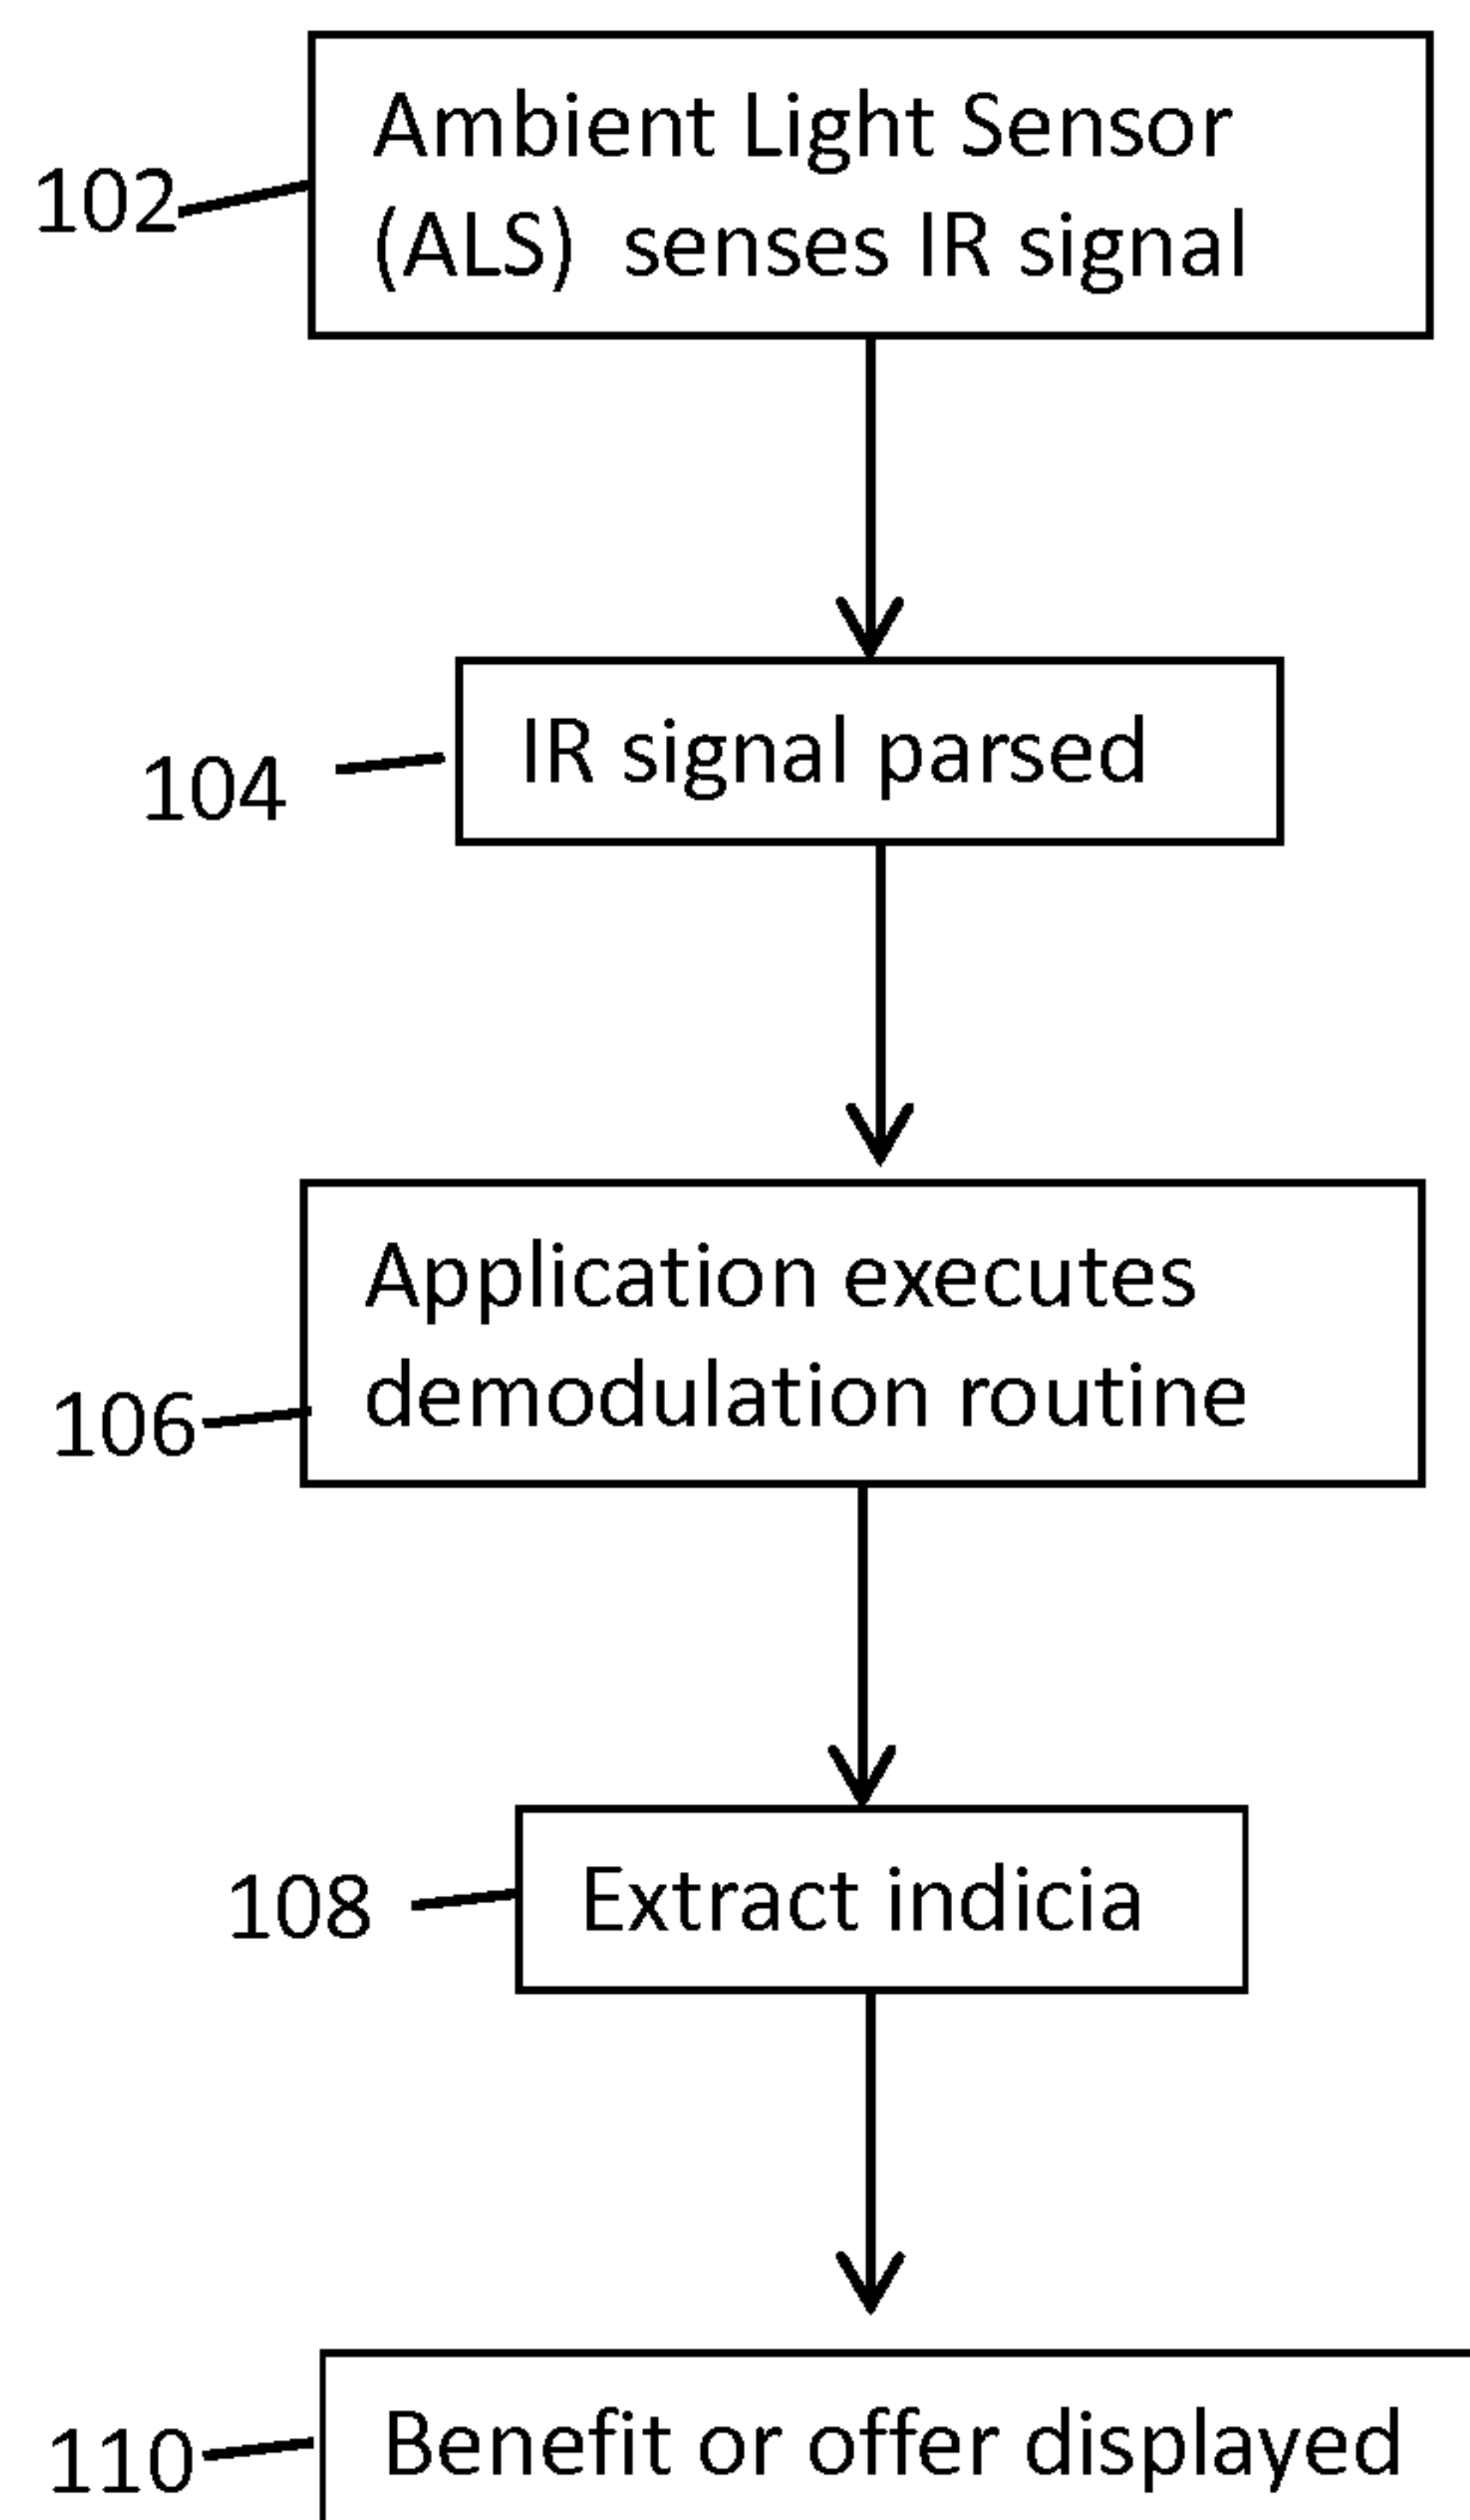 Ambient Light Sensor
(ALS) senses IR signal
102
IR signal parsed
104
Application executes
demodulation routine
106
Extract indicia
108
Benefit or offer displayed
110